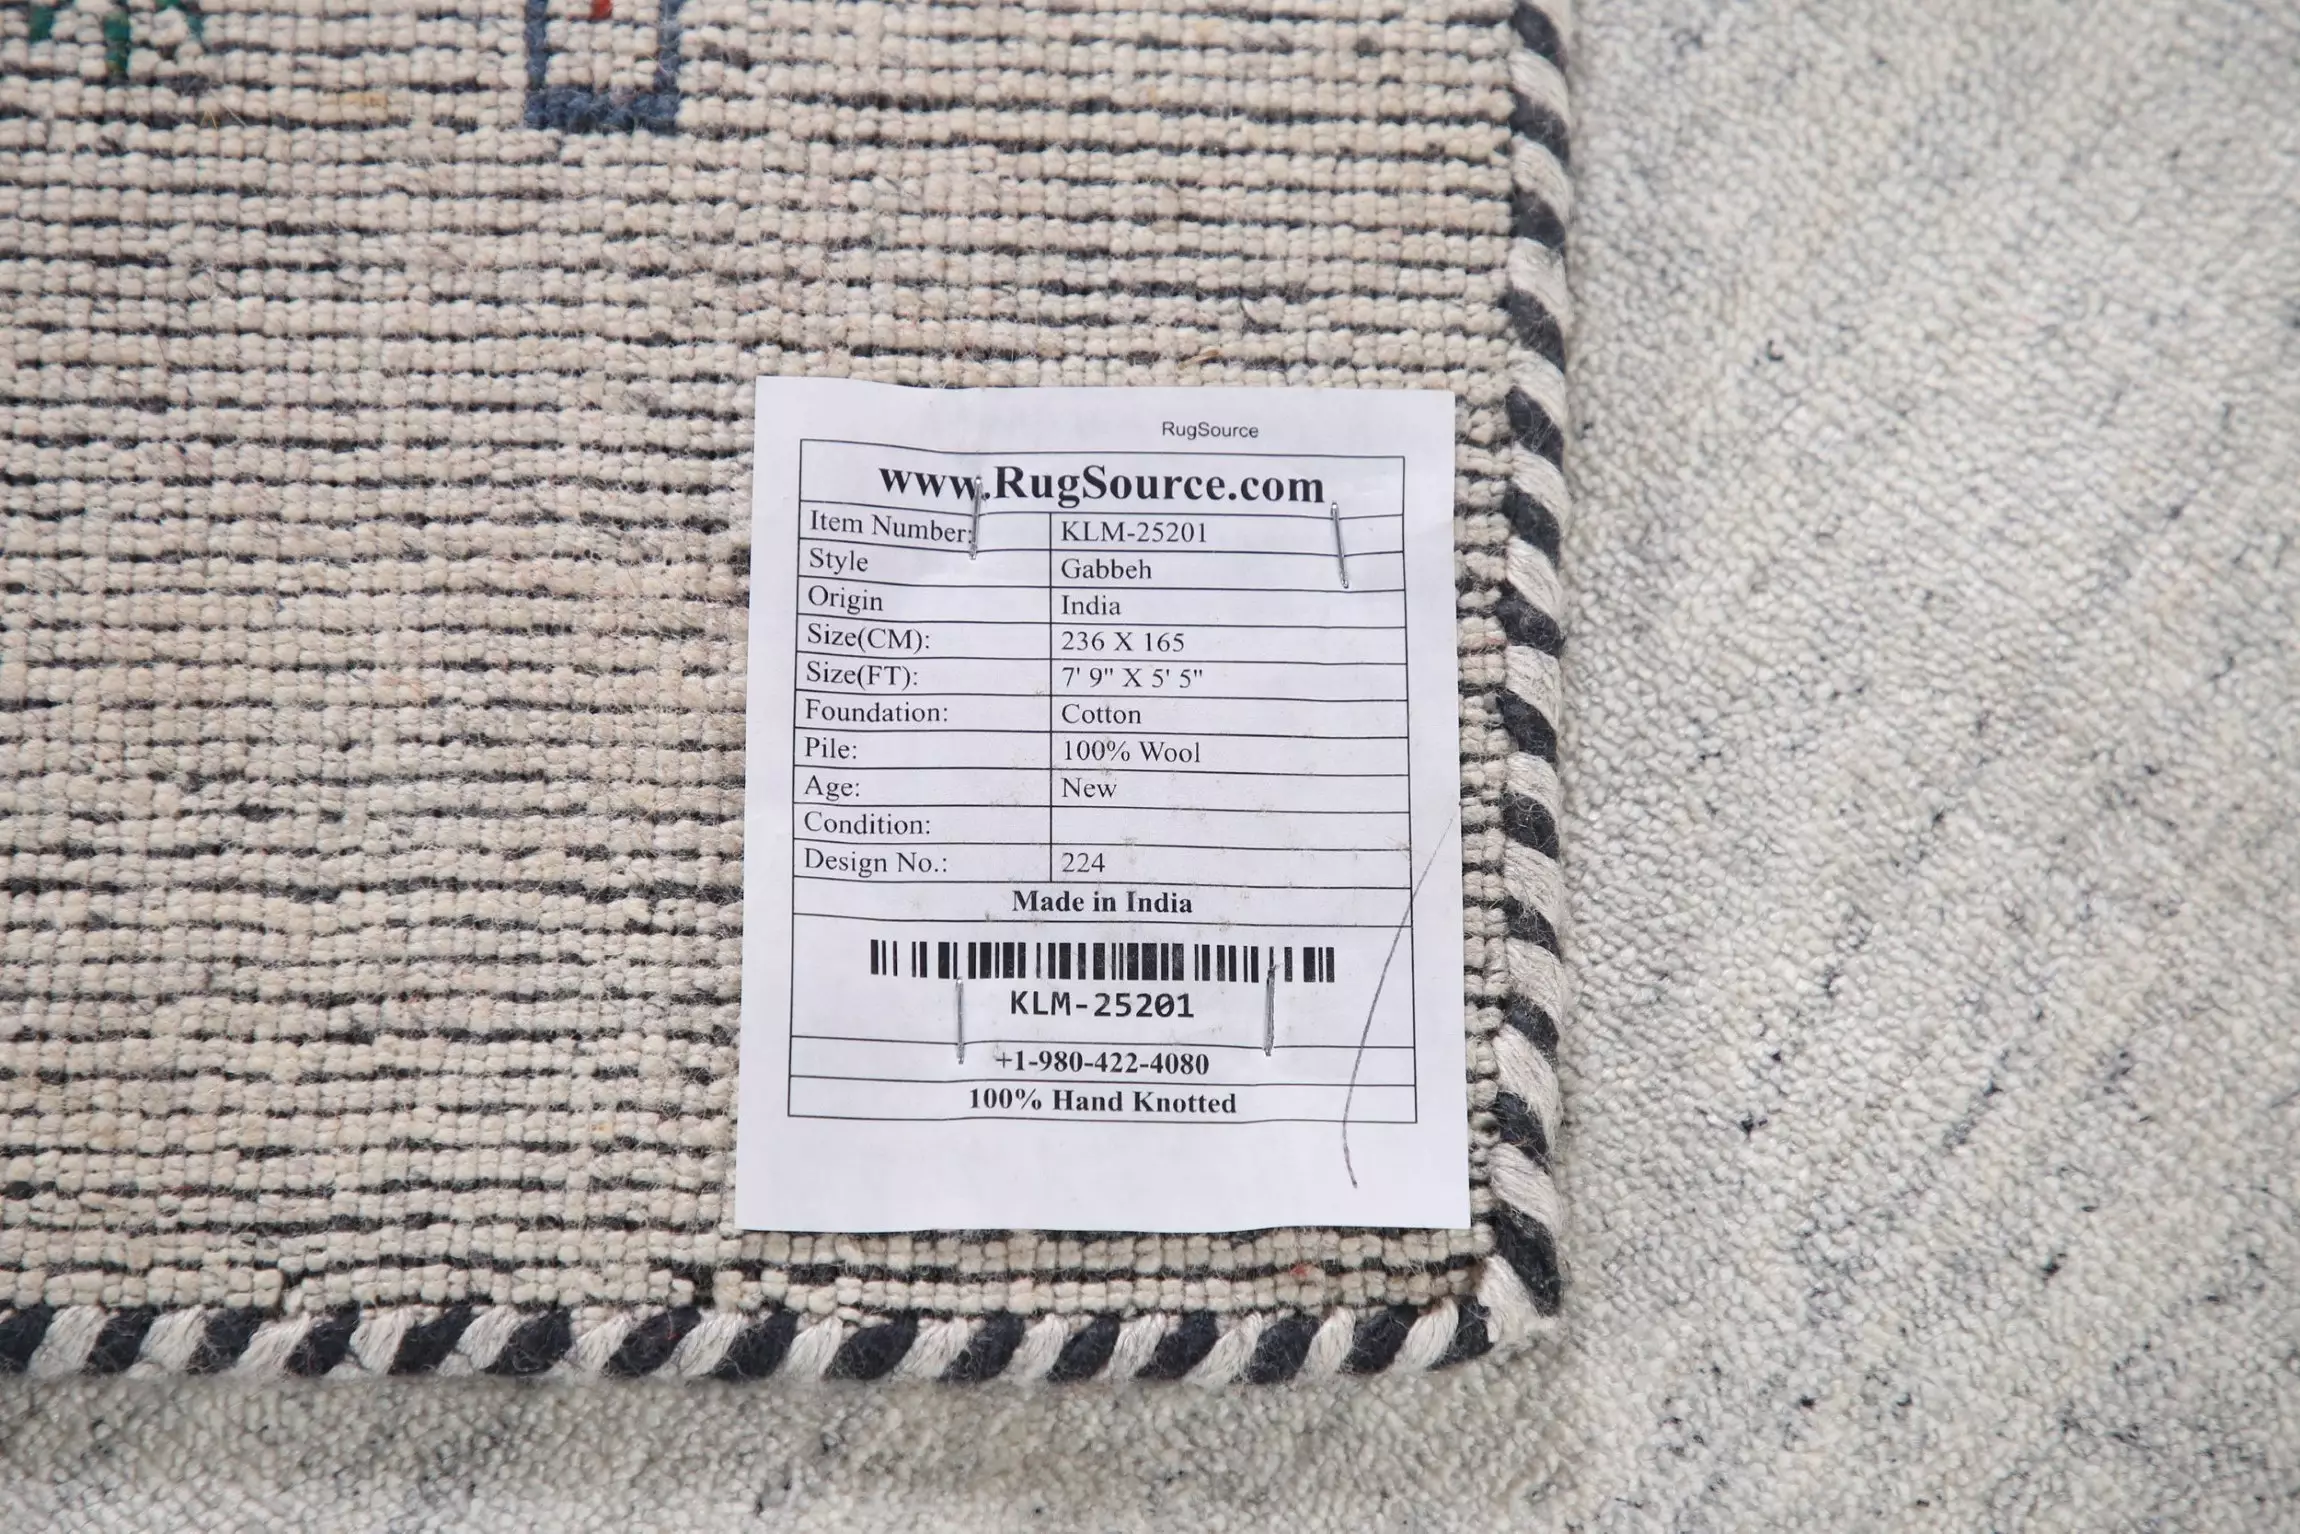 RugSource
www.RugSource.com
Item Number: KLM-25201
Style Gabbeh
Origin India
Size(CM): 236 X 165
Size(FT): 7' 9" X 5' 5"
Foundation: Cotton
Pile: 100% Wool
Age: New
Condition:
Design No.: 224
Made in India
KLM-25201
+1-980-422-4080
100% Hand Knotted